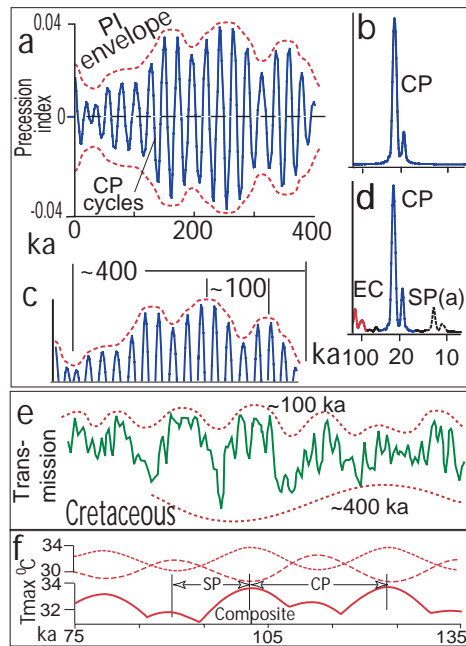 a
0.04
PI
envelope
Precession
index
0
CP
cycles
-0.04
0
200
400
ka
b
CP
d
CP
EC
SP(a)
ka
100
20
10
c
~400
~100
e
~100 ka
Trans-
mission
Cretaceous
~400 ka
f
Tmax ºC
34
30
34
32
SP
CP
Composite
ka
75
105
135